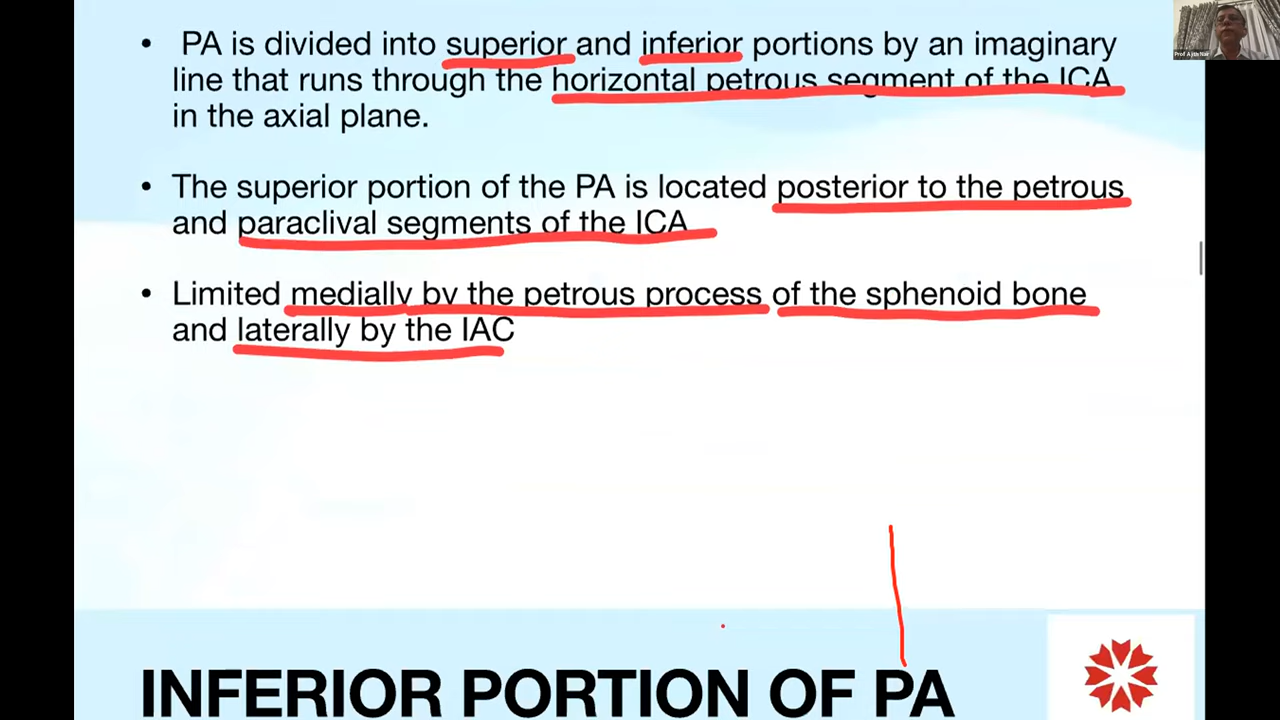 Prof Ajith Nair
• PA is divided into superior and inferior portions by an imaginary
line that runs through the horizontal petrous segment of the ICA
in the axial plane.
• The superior portion of the PA is located posterior to the petrous
and paraclival segments of the ICA
• Limited medially by the petrous process of the sphenoid bone
and laterally by the IAC
INFERIOR PORTION OF PA